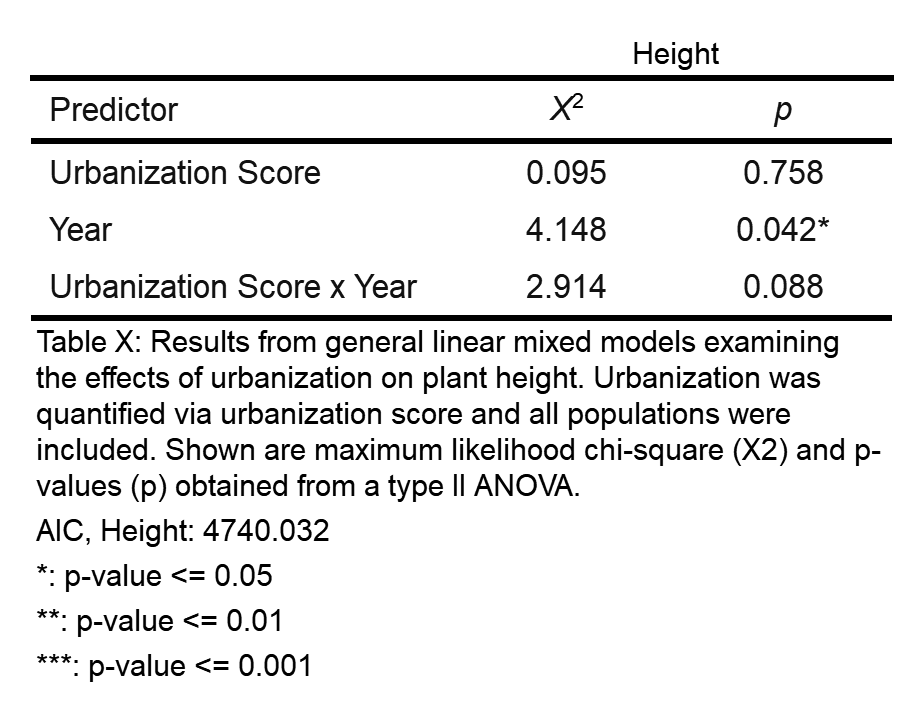 Height
Predictor X² p
Urbanization Score 0.095 0.758
Year 4.148 0.042*
Urbanization Score x Year 2.914 0.088
Table X: Results from general linear mixed models examining
the effects of urbanization on plant height. Urbanization was
quantified via urbanization score and all populations were
included. Shown are maximum likelihood chi-square (X2) and p-
values (p) obtained from a type II ANOVA.
AIC, Height: 4740.032
*: p-value <= 0.05
**: p-value <= 0.01
***: p-value <= 0.001